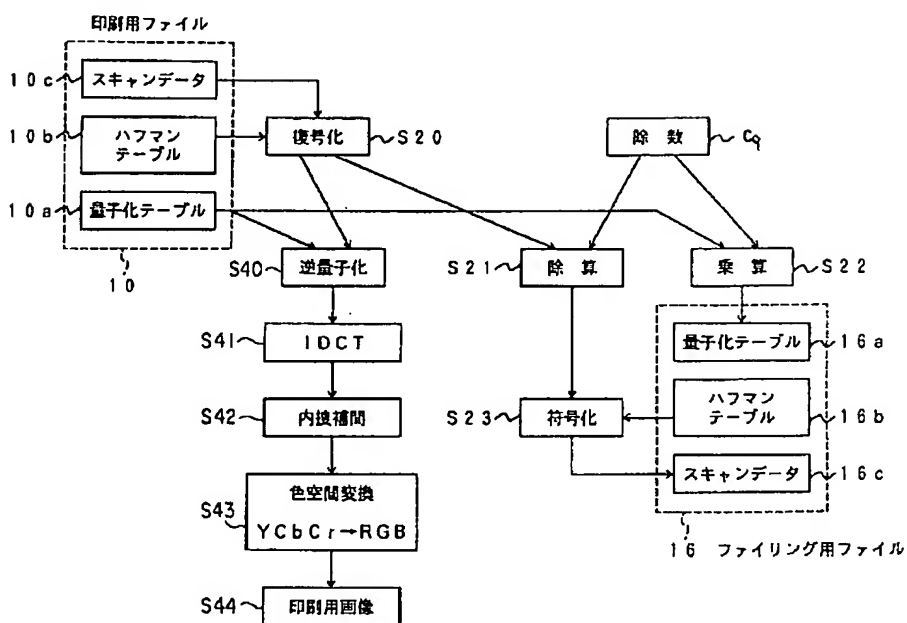 印刷用ファイル
10c
スキャンデータ
10b
ハフマン
テーブル
10a
量子化テーブル
10
復号化
S20
除数
Cq
S40
逆量子化
S21
除算
乗算
S22
S41
IDCT
量子化テーブル
16a
S42
内挿補間
S23
符号化
ハフマン
テーブル
16b
スキャンデータ
16c
S43
色空間変換
YCbCr→RGB
16 ファイリング用ファイル
S44
印刷用画像